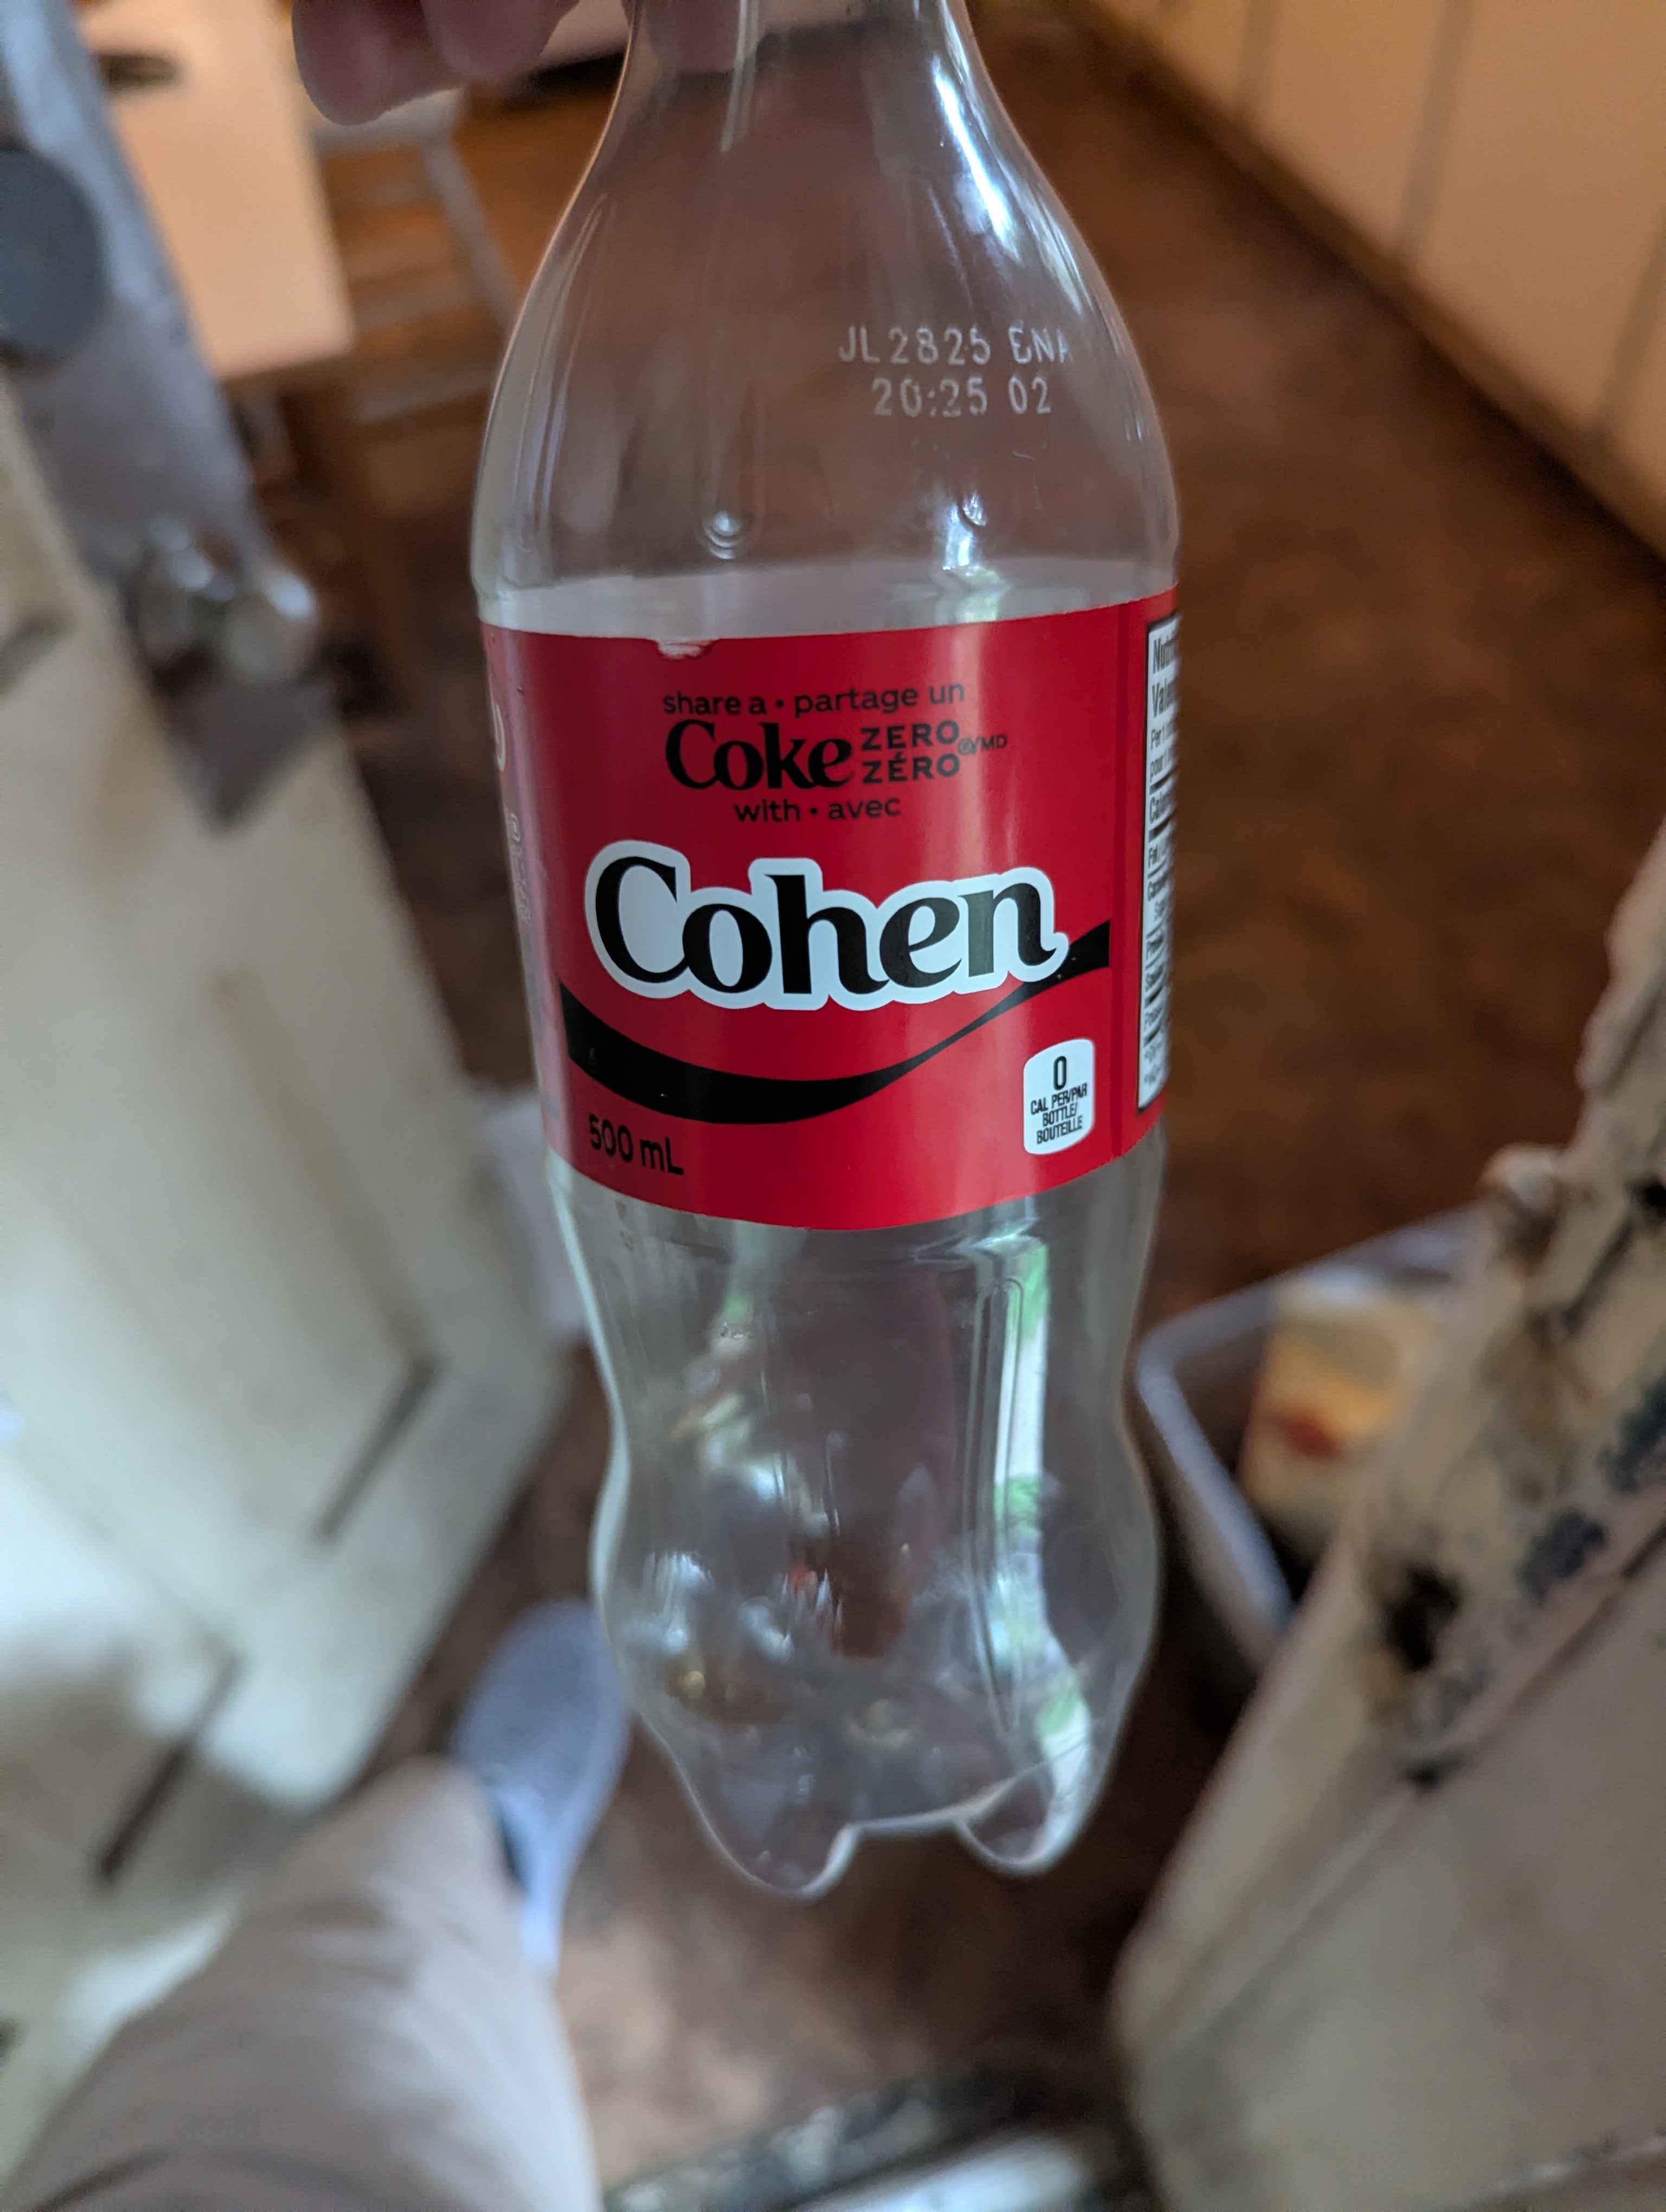 JL2825 ENA
20:25 02
share a • partage un
Coke ZERO
ZÉRO ®/MD
with • avec
Cohen
0
CAL PER/PAR
BOTTLE/
BOUTEILLE
500 mL